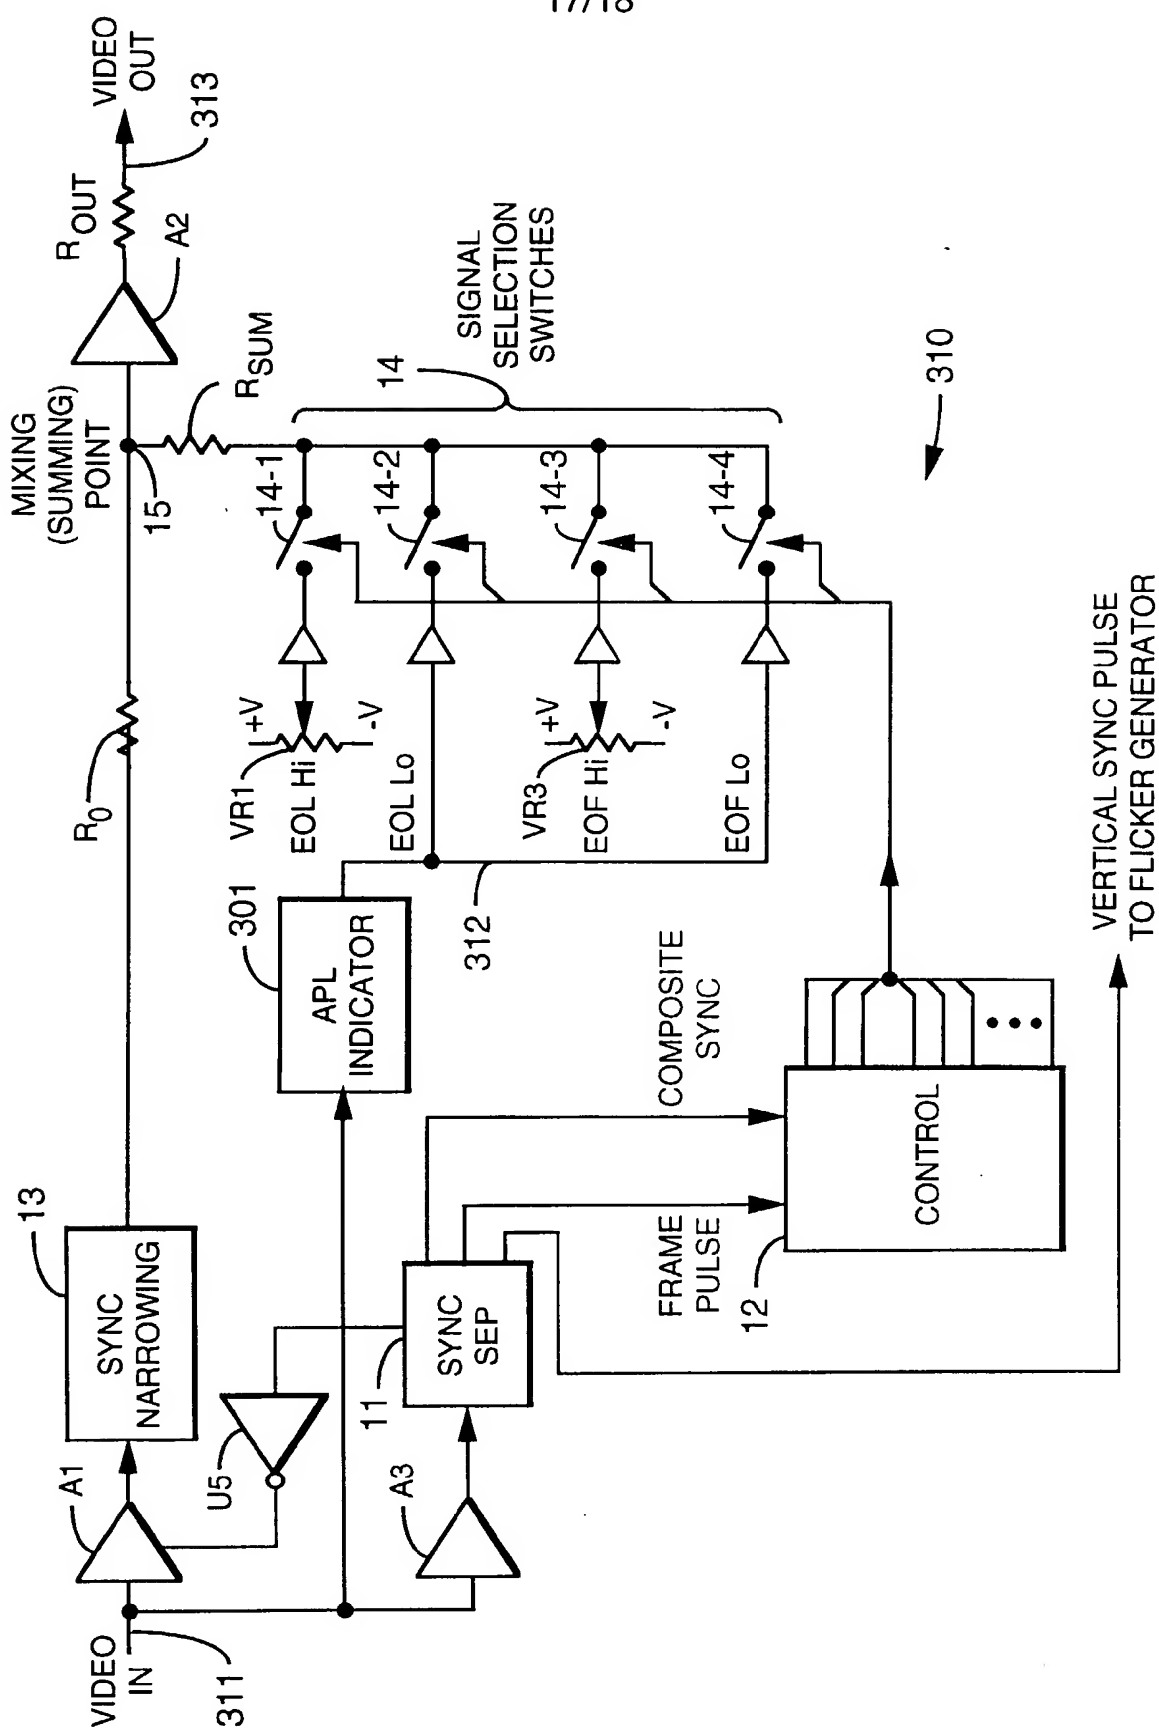 17/18
VIDEO
IN
311
A1
13
SYNC
NARROWING
R0
MIXING
(SUMMING)
POINT
15
ROUT
A2
VIDEO
OUT
313
RSUM
U5
301
APL
INDICATOR
312
VR1
+V
-V
EOL Hi
EOL Lo
VR3
+V
-V
EOF Hi
EOF Lo
14-1
14-2
14-3
14-4
14
SIGNAL
SELECTION
SWITCHES
310
A3
11
SYNC
SEP
COMPOSITE
SYNC
FRAME
PULSE
12
CONTROL
VERTICAL SYNC PULSE
TO FLICKER GENERATOR